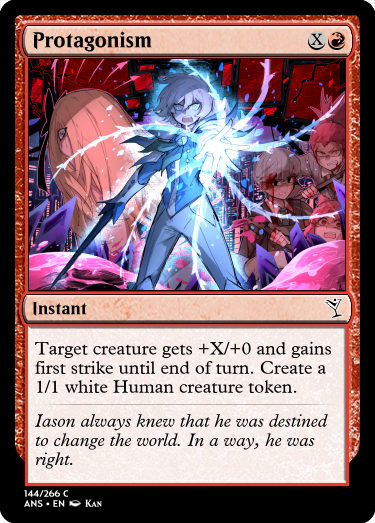 Protagonism
X
Instant
Target creature gets +X/+0 and gains
first strike until end of turn. Create a
1/1 white Human creature token.
Iason always knew that he was destined
to change the world. In a way, he was
right.
144/266 C
ANS • EN Kan